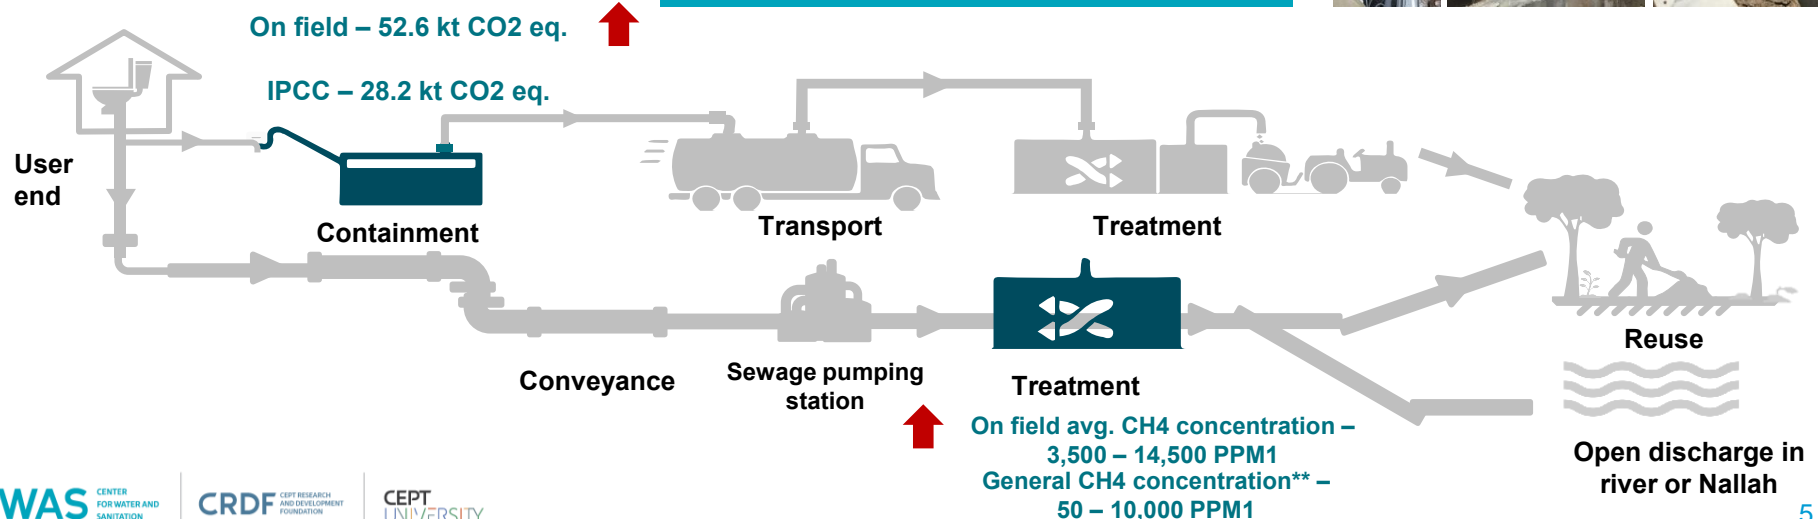 On field – 52.6 kt CO2 eq.
IPCC – 28.2 kt CO2 eq.
User
end
Containment
Transport
Treatment
Conveyance
Sewage pumping
station
Treatment
On field avg. CH4 concentration –
3,500 – 14,500 PPM1
General CH4 concentration** –
50 – 10,000 PPM1
Reuse
Open discharge in
river or Nallah
WAS
CENTER
FOR WATER AND
SANITATION
CRDF
CEPT RESEARCH
AND DEVELOPMENT
FOUNDATION
CEPT
UNIVERSITY
5